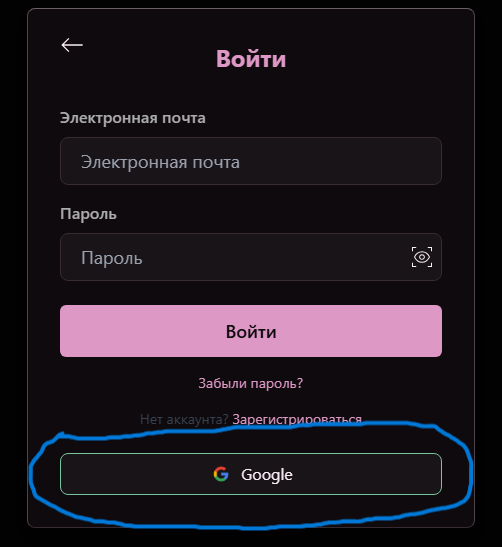 Войти
Электронная почта
Электронная почта
Пароль
Пароль
Войти
Забыли пароль?
Нет аккаунта? Зарегистрироваться
Google